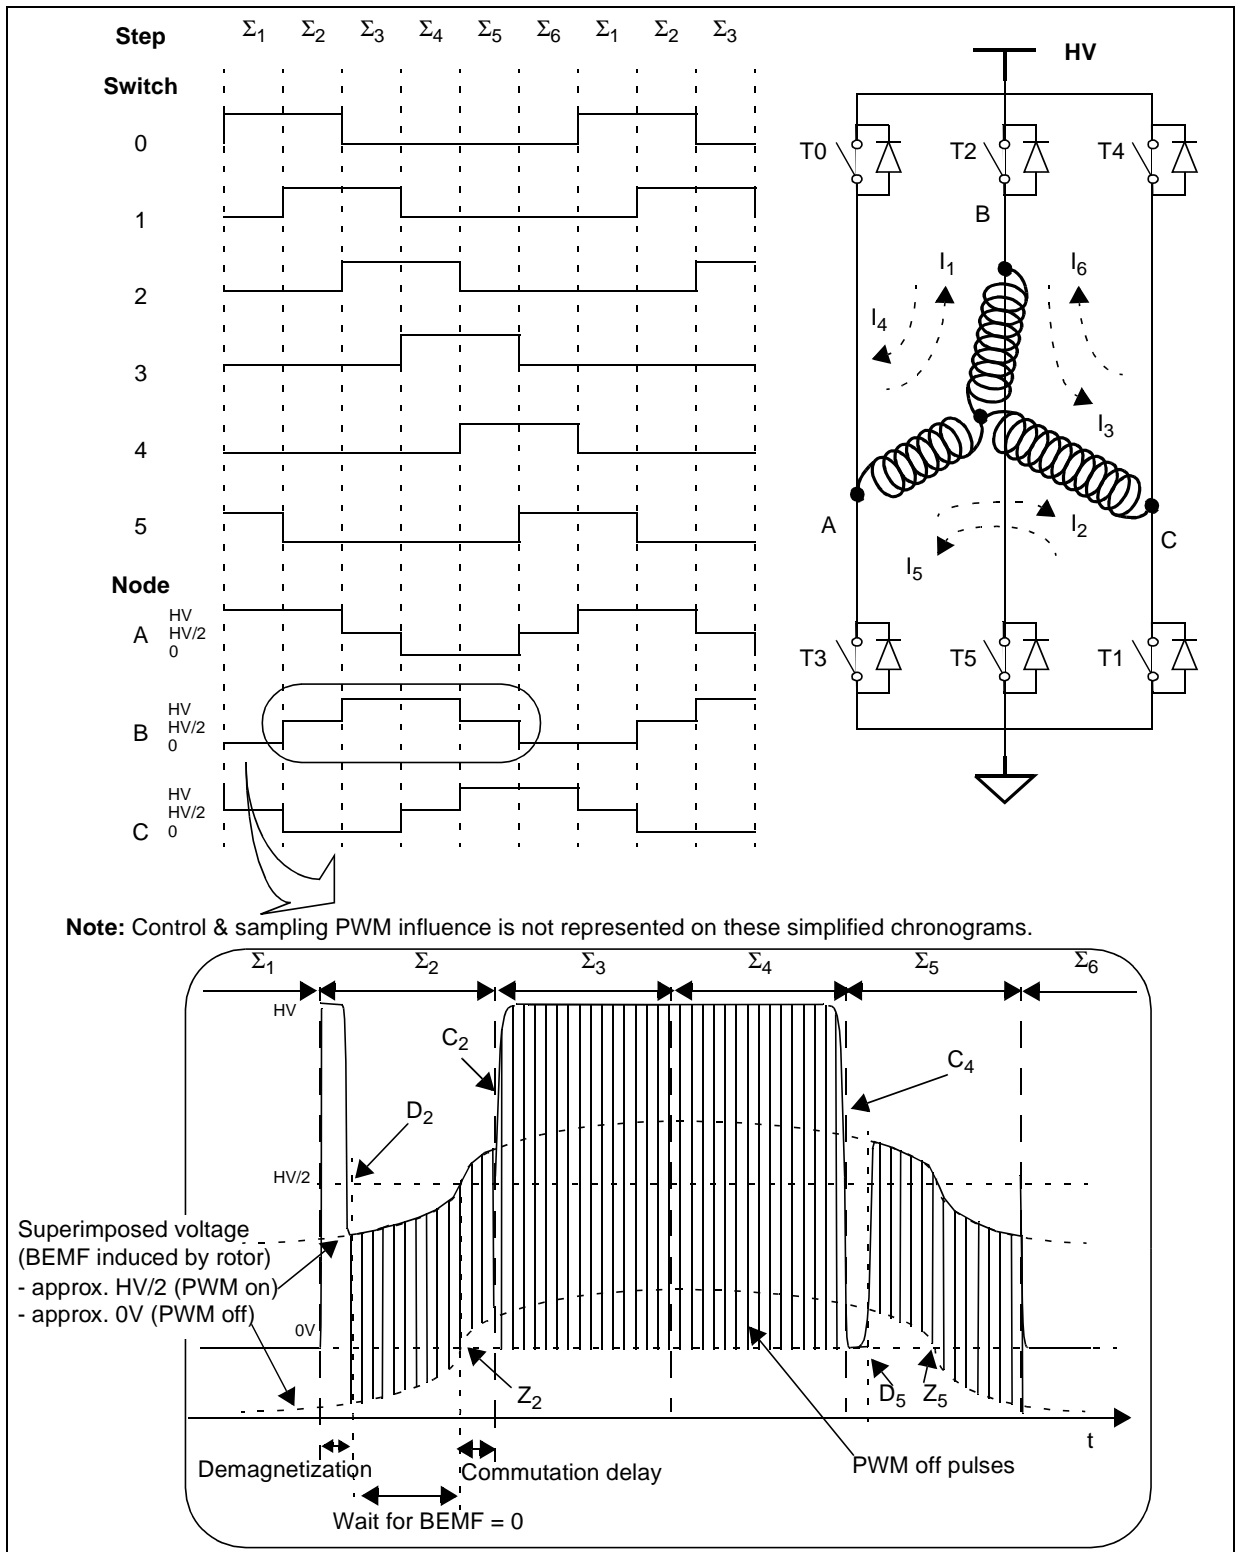 Step Σ1 Σ2 Σ3 Σ4 Σ5 Σ6 Σ1 Σ2 Σ3
Switch
0
1
2
3
4
5
Node
A HV
HV/2
0
B HV
HV/2
0
C HV
HV/2
0
HV
T0 T2 T4
B
I1 I6
I4
I3
A
I2
C
I5
T3 T5 T1
Note: Control & sampling PWM influence is not represented on these simplified chronograms.
Σ1 Σ2 Σ3 Σ4 Σ5 Σ6
HV
C2
C4
D2
HV/2
Superimposed voltage
(BEMF induced by rotor)
- approx. HV/2 (PWM on)
- approx. 0V (PWM off)
0V
Z2
D5 Z5
t
Demagnetization
Commutation delay
PWM off pulses
Wait for BEMF = 0